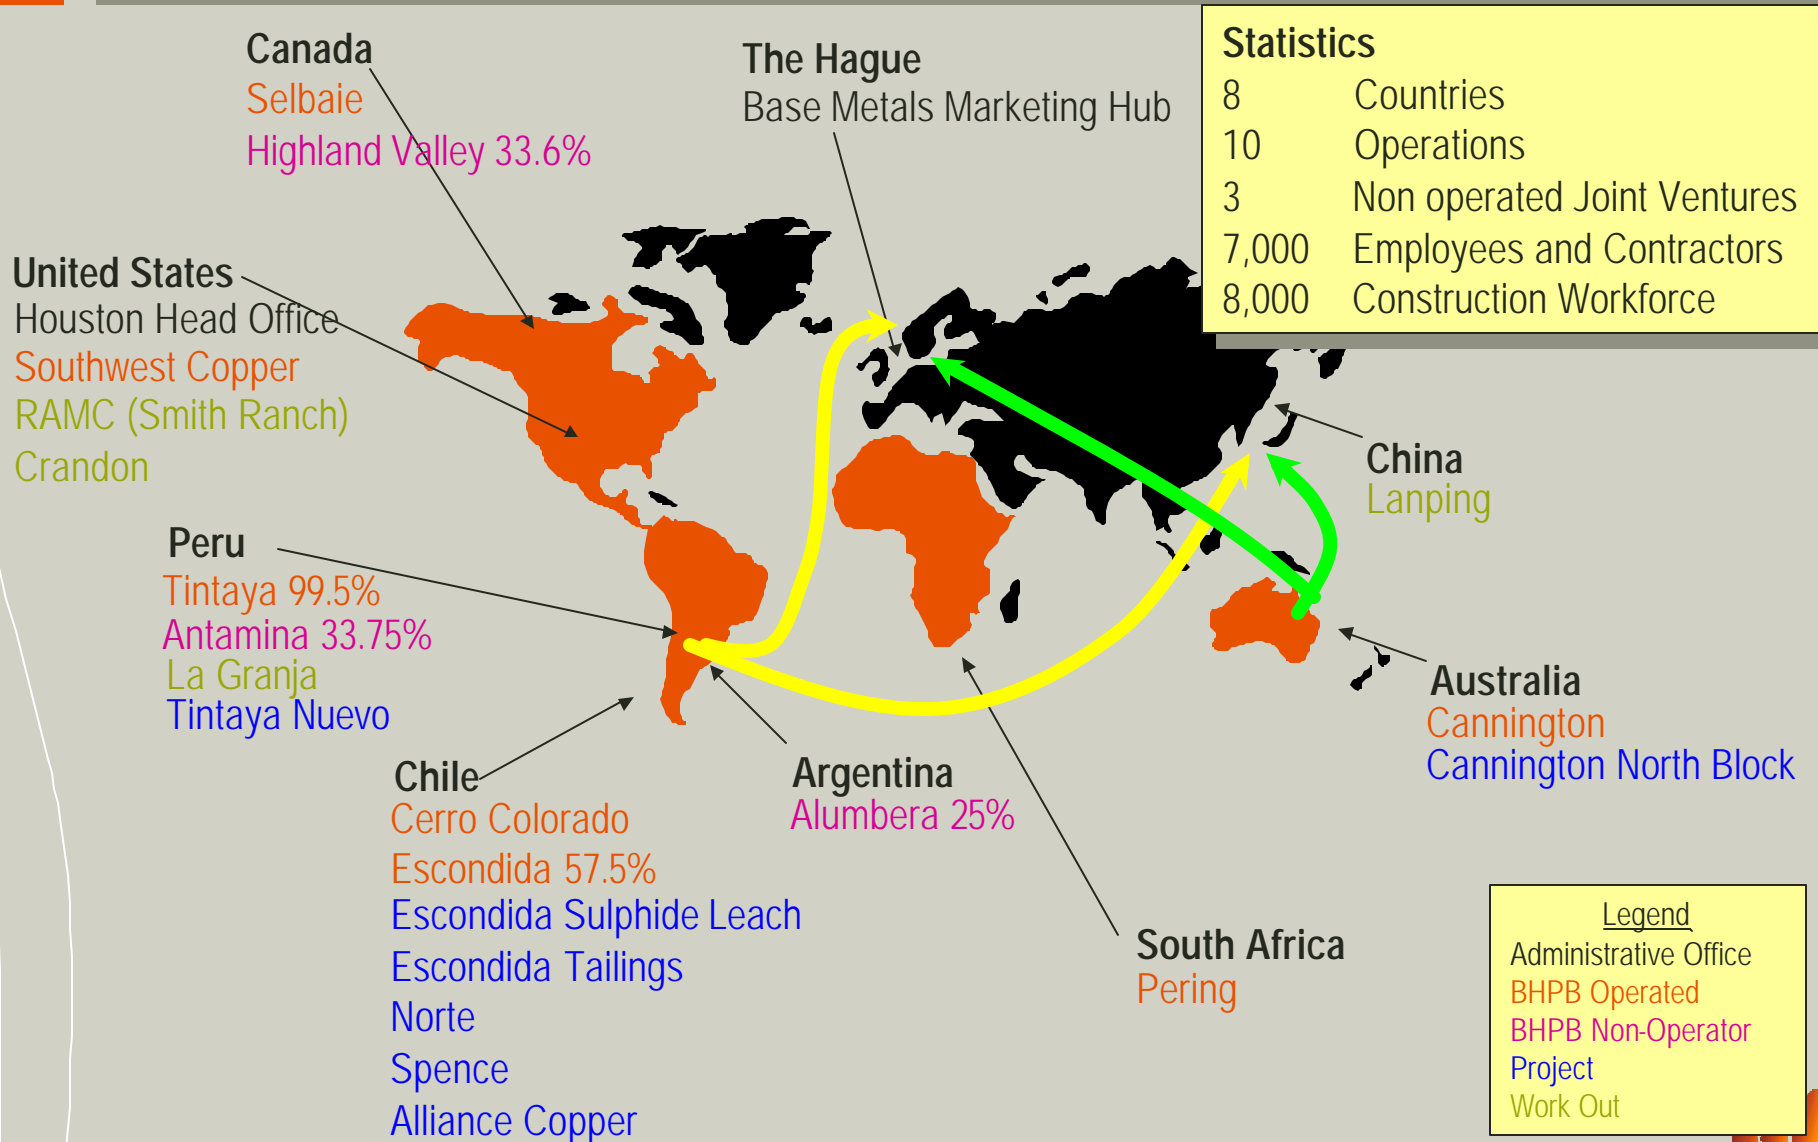 Canada
Selbaie
Highland Valley 33.6%
The Hague
Base Metals Marketing Hub
Statistics
8 Countries
10 Operations
3 Non operated Joint Ventures
7,000 Employees and Contractors
8,000 Construction Workforce
United States
Houston Head Office
Southwest Copper
RAMC (Smith Ranch)
Crandon
China
Lanping
Peru
Tintaya 99.5%
Antamina 33.75%
La Granja
Tintaya Nuevo
Australia
Cannington
Cannington North Block
Chile
Cerro Colorado
Escondida 57.5%
Escondida Sulphide Leach
Escondida Tailings
Norte
Spence
Alliance Copper
Argentina
Alumbera 25%
South Africa
Pering
Legend
Administrative Office
BHPB Operated
BHPB Non-Operator
Project
Work Out